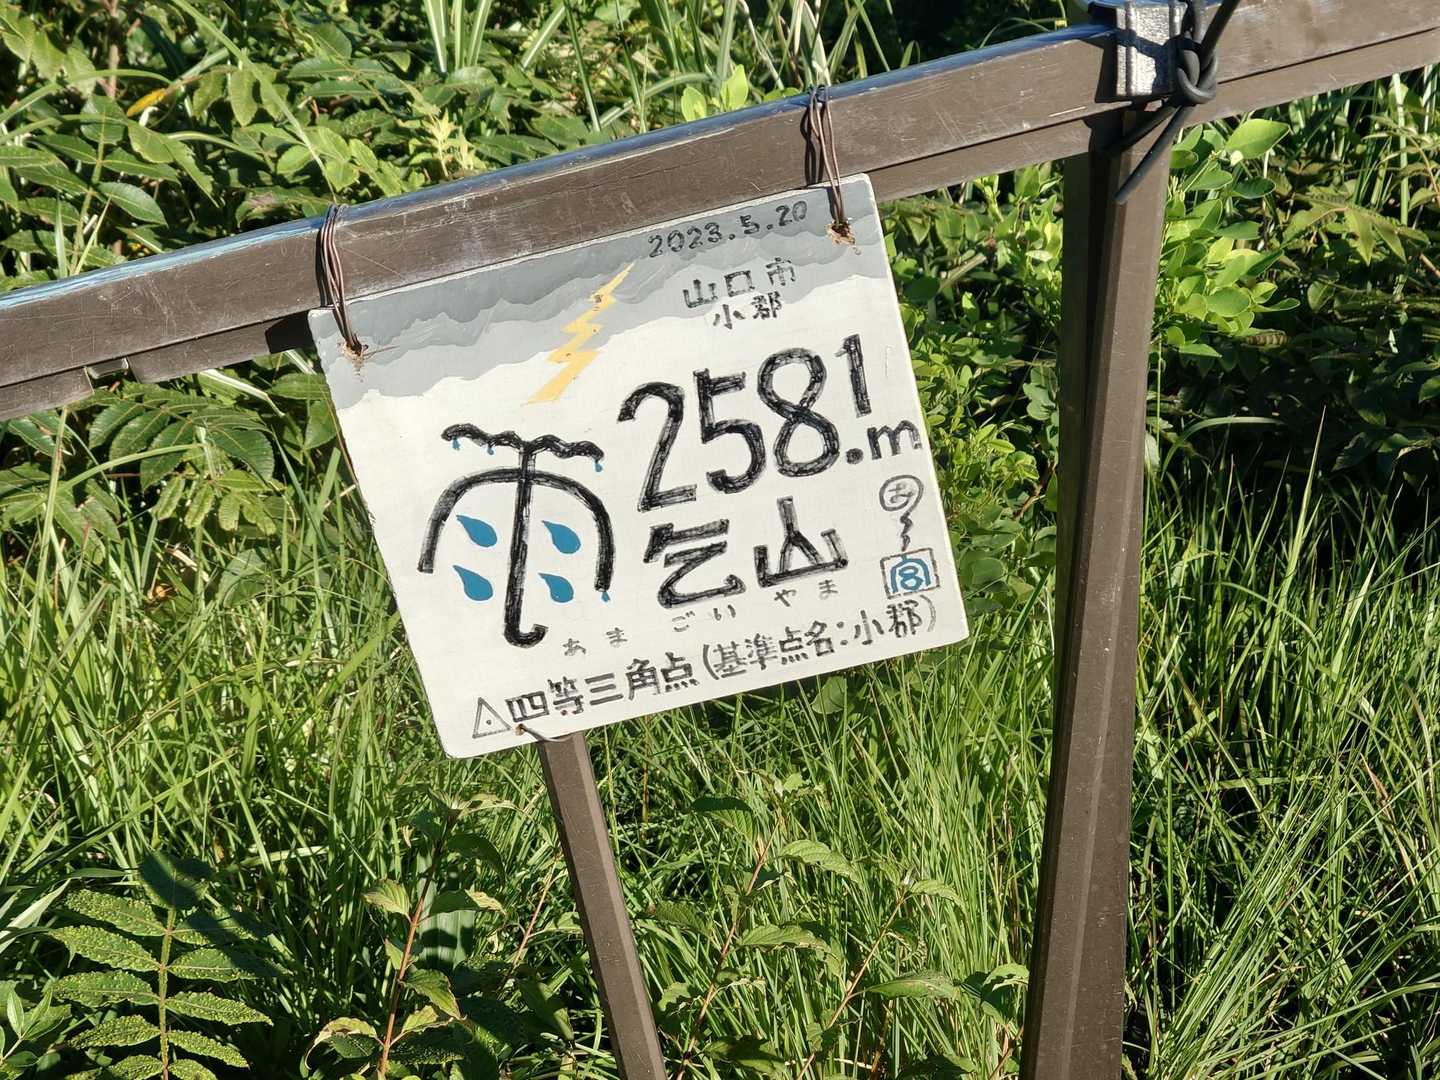 2023.5.20
山口市
小郡
258.1m
雨乞山
あまごいやま
△四等三角点(基準点名:小郡)